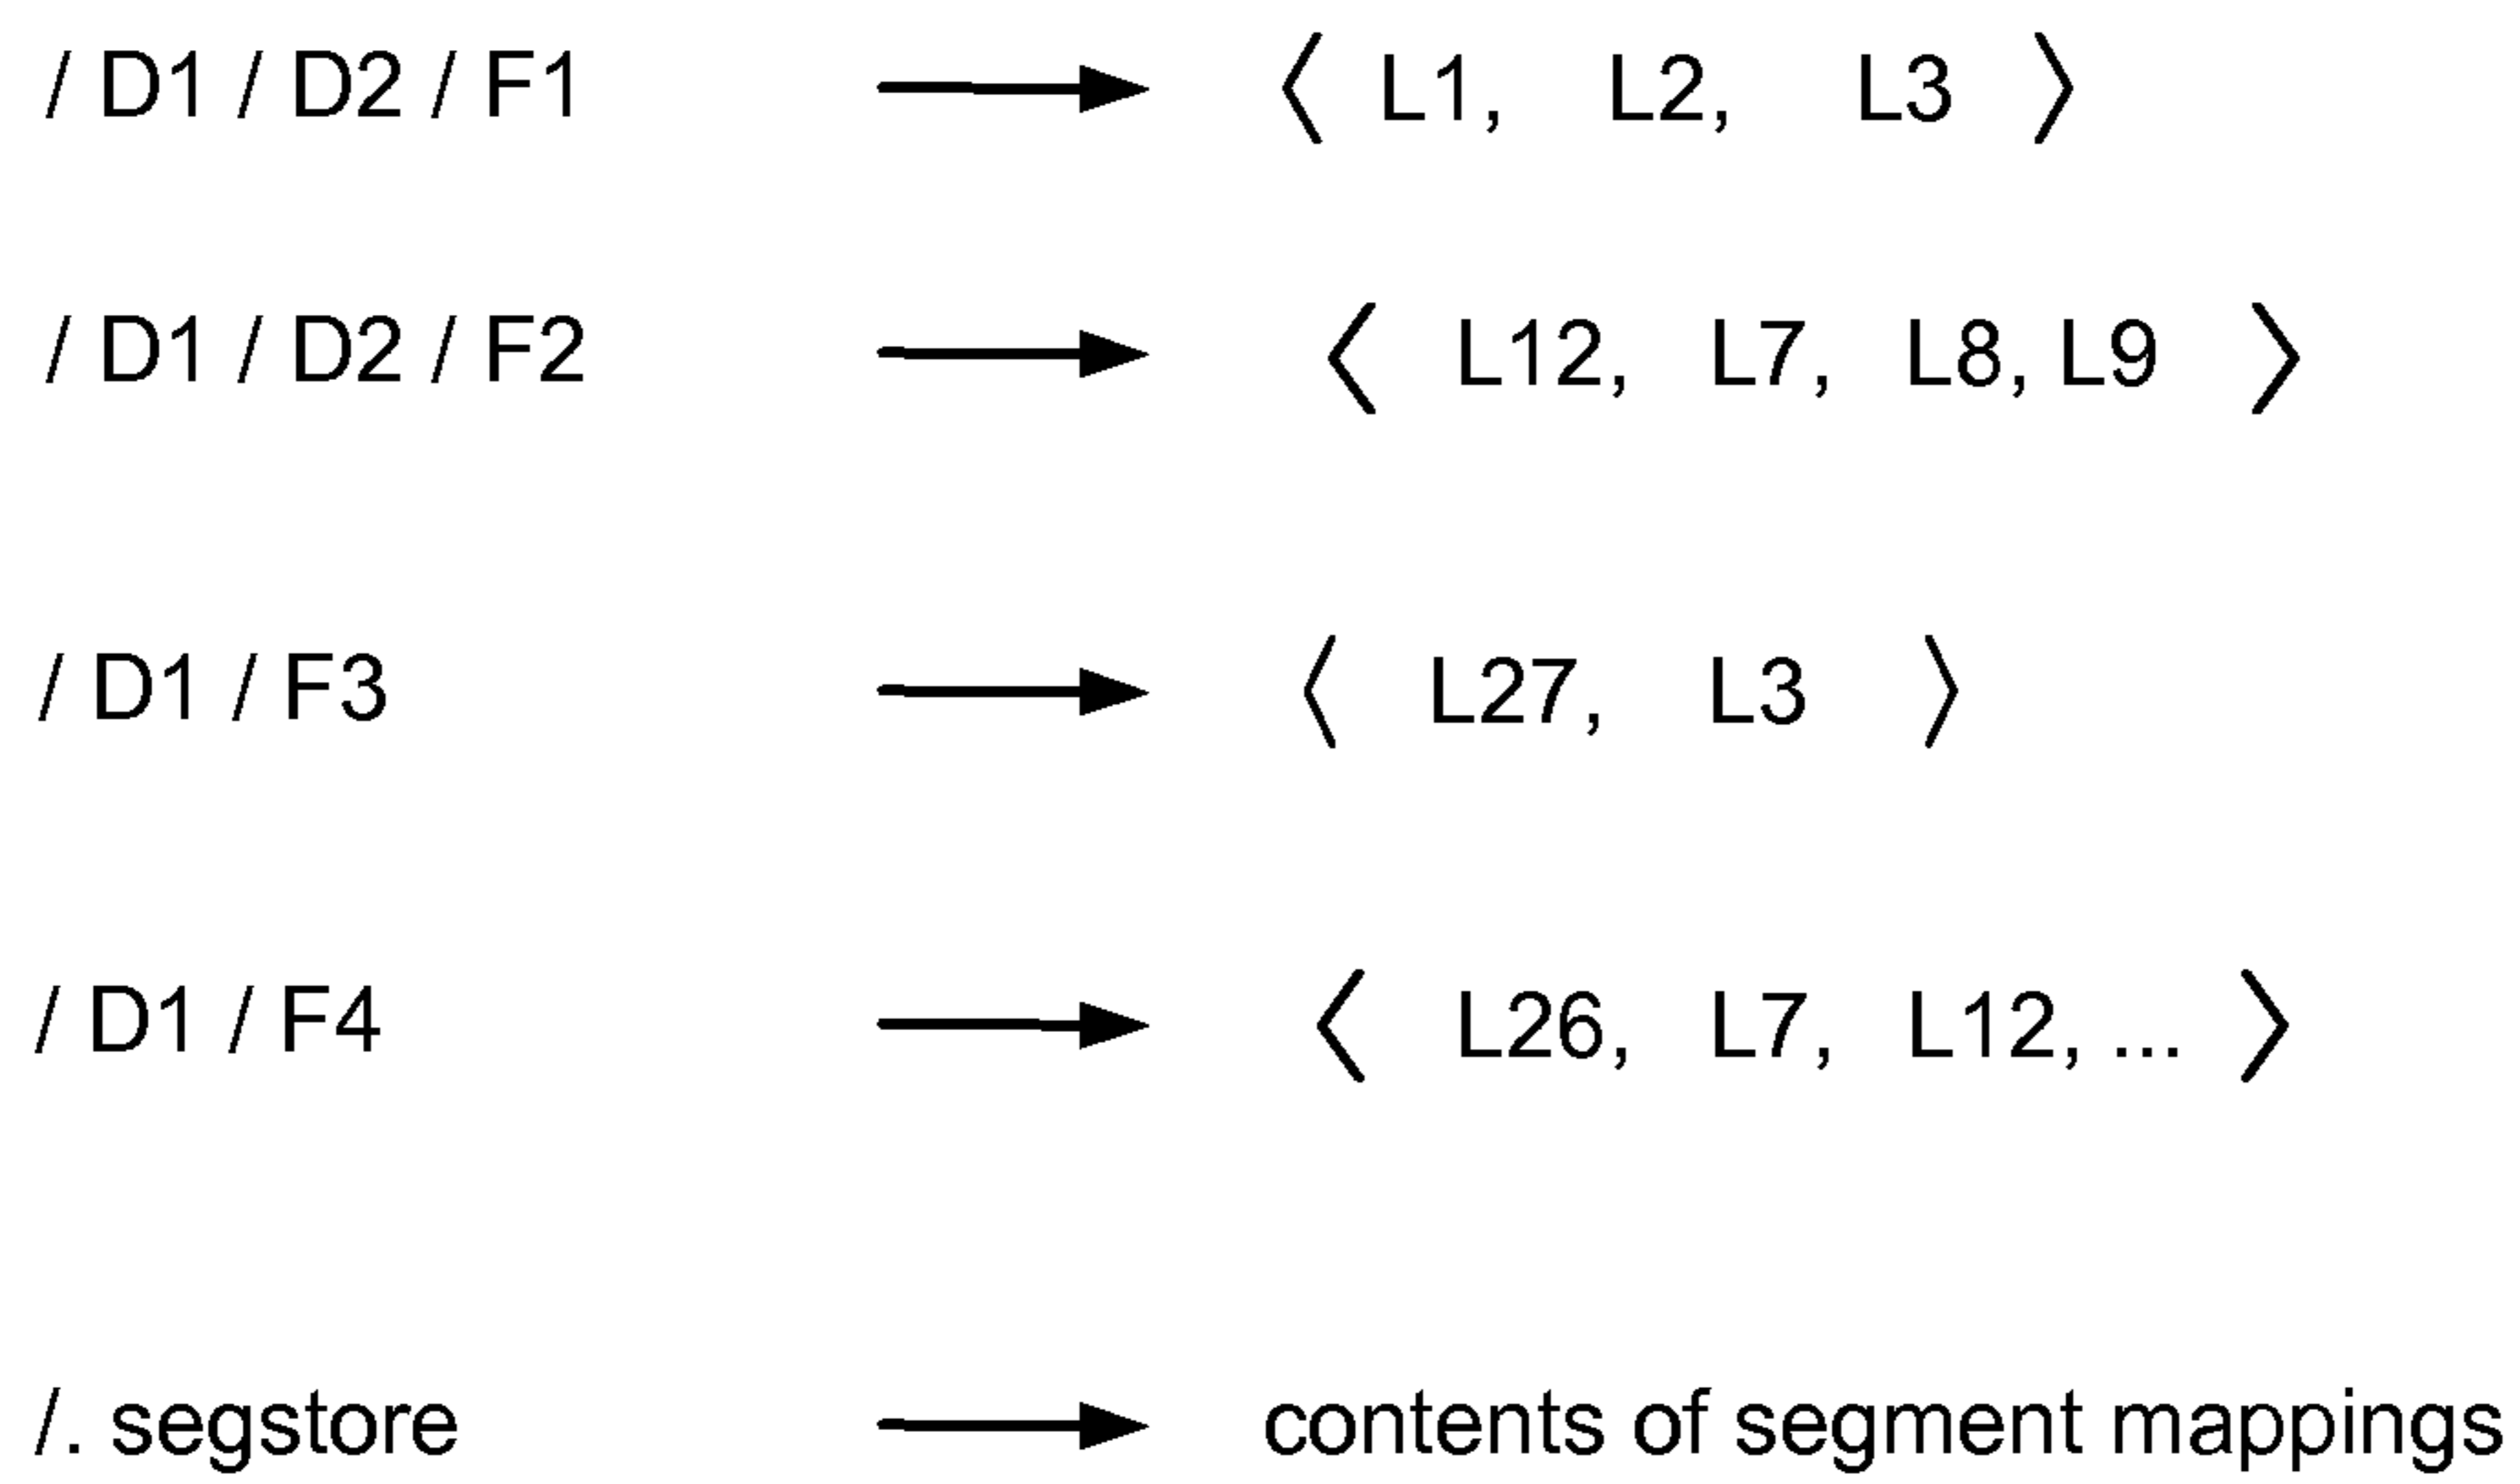 / D1 / D2 / F1 → 〈 L1, L2, L3 〉
/ D1 / D2 / F2 → 〈 L12, L7, L8, L9 〉
/ D1 / F3 → 〈 L27, L3 〉
/ D1 / F4 → 〈 L26, L7, L12, ... 〉
/. segstore → contents of segment mappings